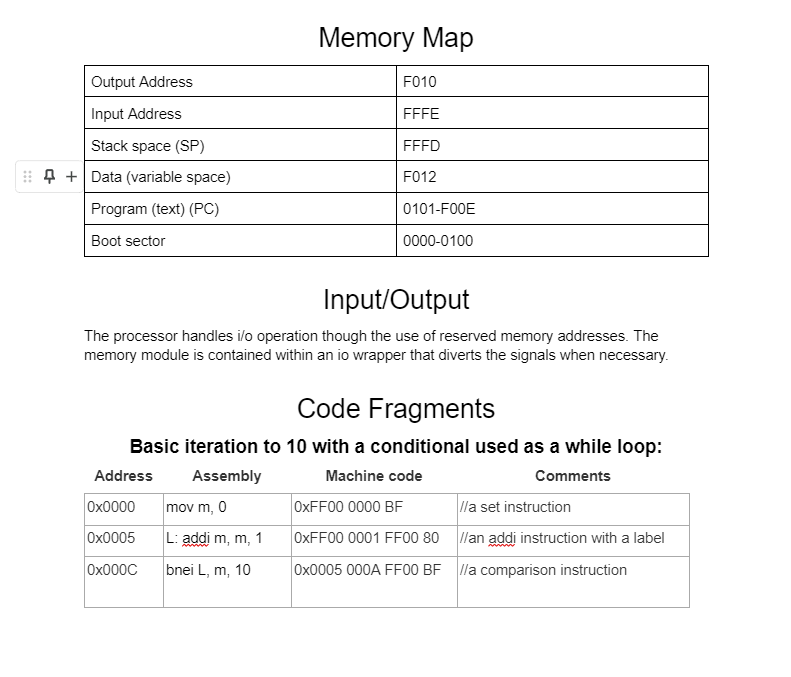 Memory Map
Output Address F010
Input Address FFFE
Stack space (SP) FFFD
Data (variable space) F012
Program (text) (PC) 0101-F00E
Boot sector 0000-0100
Input/Output
The processor handles i/o operation though the use of reserved memory addresses. The
memory module is contained within an io wrapper that diverts the signals when necessary.
Code Fragments
Basic iteration to 10 with a conditional used as a while loop:
Address Assembly Machine code Comments
0x0000 mov m, 0 0xFF00 0000 BF //a set instruction
0x0005 L: addi m, m, 1 0xFF00 0001 FF00 80 //an addi instruction with a label
0x000C bnei L, m, 10 0x0005 000A FF00 BF //a comparison instruction